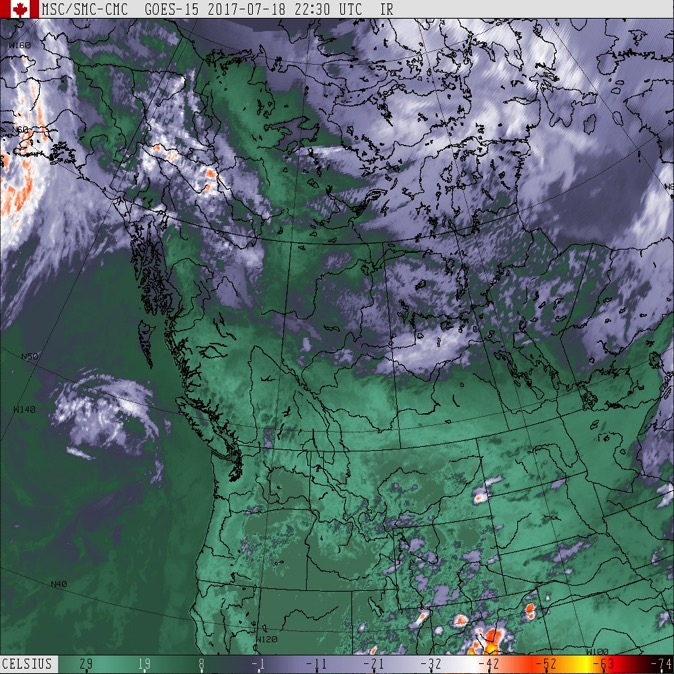 MSC/SMC-CMC GOES-15 2017-07-18 22:30 UTC IR
W160
N60
N50
W140
N40
W120
W100
CELSIUS 29 19 8 -1 -11 -21 -32 -42 -52 -63 -74